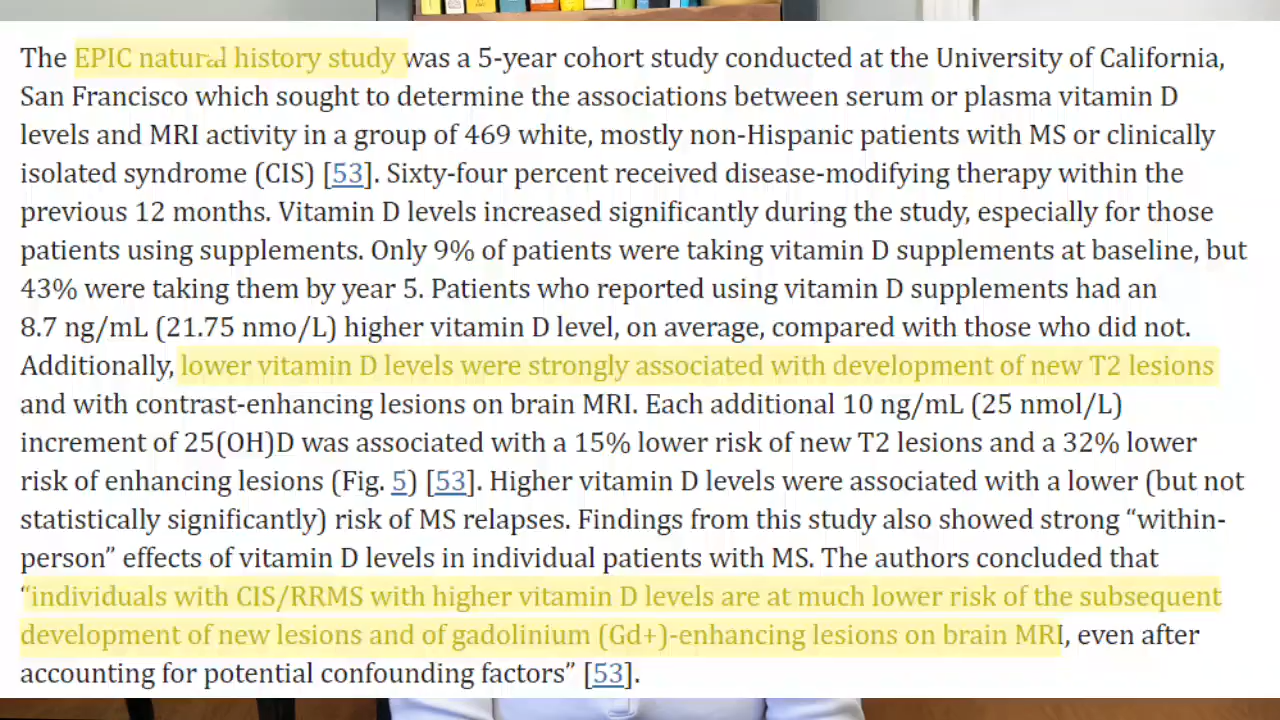 The EPIC natural history study was a 5-year cohort study conducted at the University of California,
San Francisco which sought to determine the associations between serum or plasma vitamin D
levels and MRI activity in a group of 469 white, mostly non-Hispanic patients with MS or clinically
isolated syndrome (CIS) [53]. Sixty-four percent received disease-modifying therapy within the
previous 12 months. Vitamin D levels increased significantly during the study, especially for those
patients using supplements. Only 9% of patients were taking vitamin D supplements at baseline, but
43% were taking them by year 5. Patients who reported using vitamin D supplements had an
8.7 ng/mL (21.75 nmo/L) higher vitamin D level, on average, compared with those who did not.
Additionally, lower vitamin D levels were strongly associated with development of new T2 lesions
and with contrast-enhancing lesions on brain MRI. Each additional 10 ng/mL (25 nmol/L)
increment of 25(OH)D was associated with a 15% lower risk of new T2 lesions and a 32% lower
risk of enhancing lesions (Fig. 5) [53]. Higher vitamin D levels were associated with a lower (but not
statistically significantly) risk of MS relapses. Findings from this study also showed strong “within-
person” effects of vitamin D levels in individual patients with MS. The authors concluded that
“individuals with CIS/RRMS with higher vitamin D levels are at much lower risk of the subsequent
development of new lesions and of gadolinium (Gd+)-enhancing lesions on brain MRI, even after
accounting for potential confounding factors” [53].